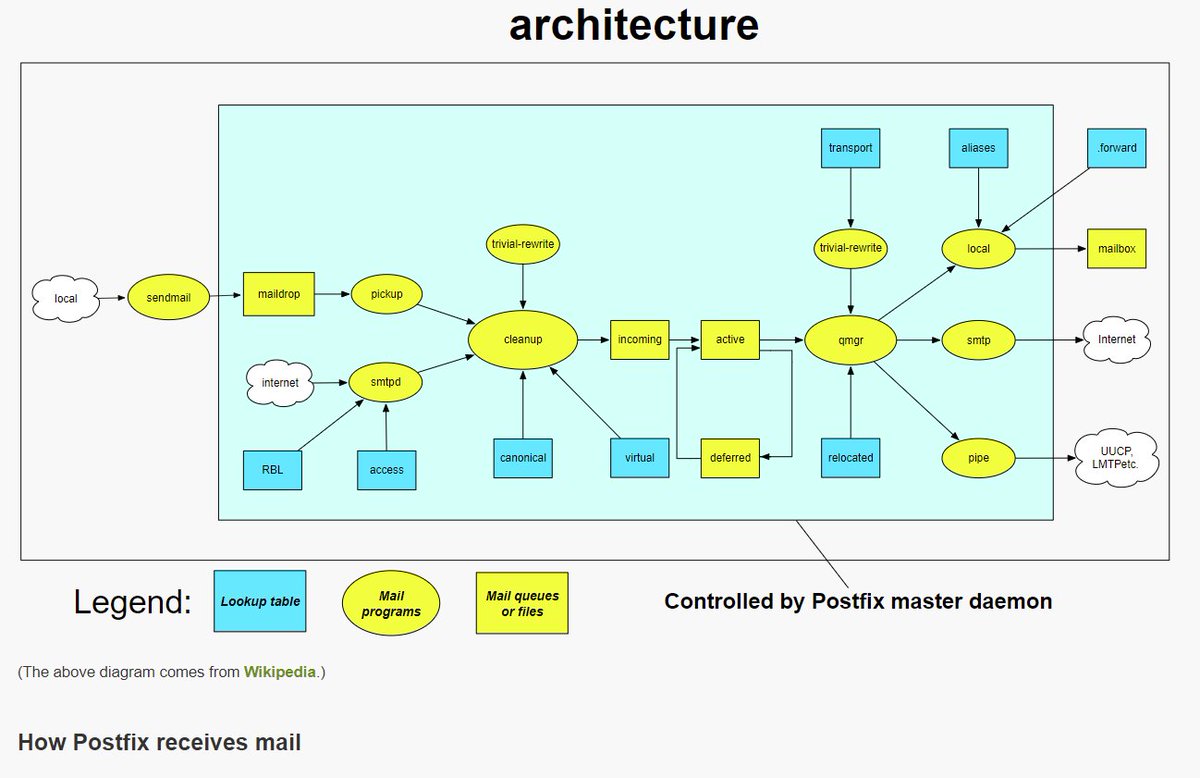 architecture
transport
aliases
.forward
trivial-rewrite
trivial-rewrite
local
mailbox
local
sendmail
maildrop
pickup
cleanup
incoming
active
qmgr
smtp
Internet
internet
smtpd
RBL
access
canonical
virtual
deferred
relocated
pipe
UUCP,
LMTPetc.
Legend:
Lookup table
Mail
programs
Mail queues
or files
Controlled by Postfix master daemon
(The above diagram comes from Wikipedia.)
How Postfix receives mail